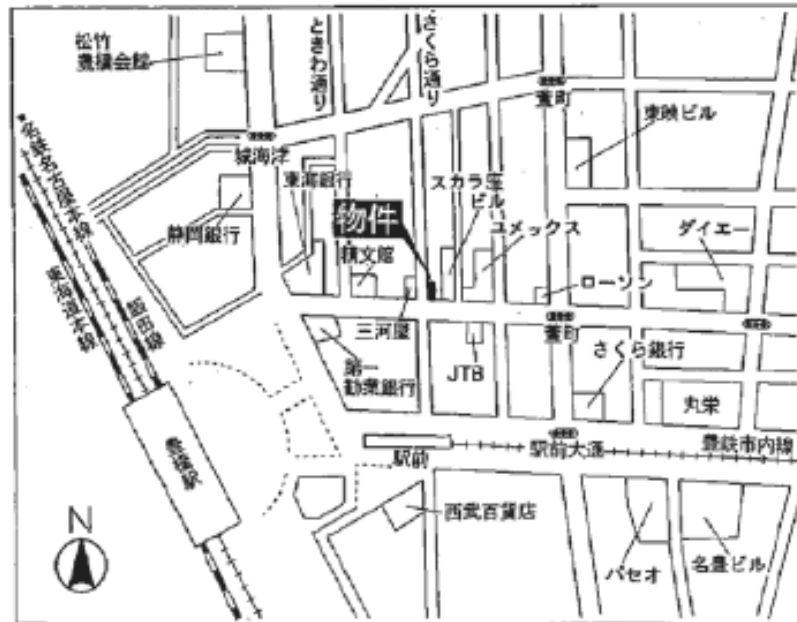 松竹
豊橋会館
ときわ通り
さくら通り
萱町
東映ビル
城海津
東海銀行
スカラ座
ビル
ユメックス
ダイエー
静岡銀行
物件
精文館
ローソン
名鉄名古屋本線
東海道本線
飯田線
三河屋
萱町
さくら銀行
第一
勧業銀行
JTB
丸栄
豊橋駅
駅前
駅前大通
豊鉄市内線
西武百貨店
N
パセオ
名豊ビル